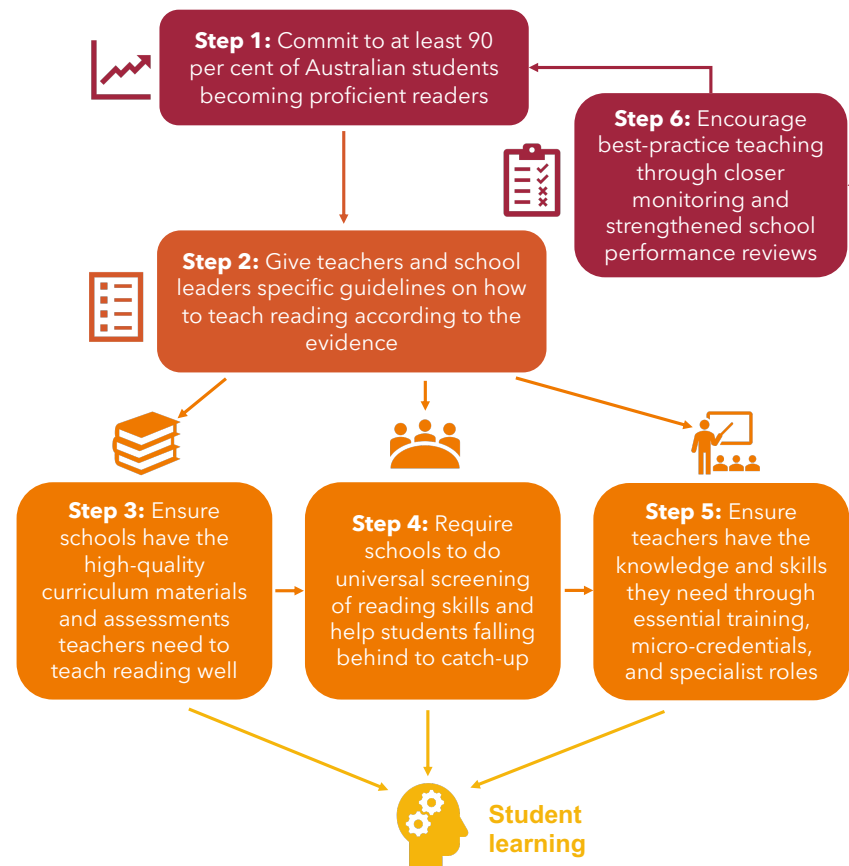 Step 1: Commit to at least 90
per cent of Australian students
becoming proficient readers
Step 6: Encourage
best-practice teaching
through closer
monitoring and
strengthened school
performance reviews
Step 2: Give teachers and school
leaders specific guidelines on how
to teach reading according to the
evidence
Step 3: Ensure
schools have the
high-quality
curriculum materials
and assessments
teachers need to
teach reading well
Step 4: Require
schools to do
universal screening
of reading skills and
help students falling
behind to catch-up
Step 5: Ensure
teachers have the
knowledge and skills
they need through
essential training,
micro-credentials,
and specialist roles
Student
learning